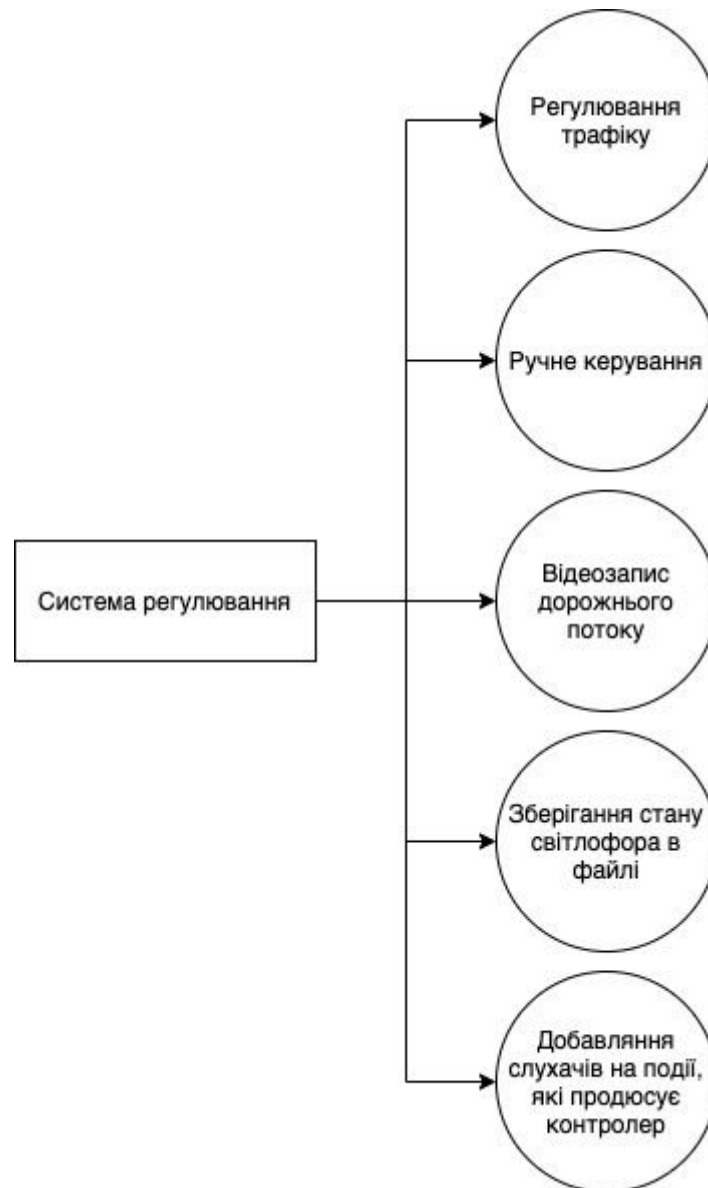 Регулювання
трафіку
Ручне керування
Відеозапис
дорожнього
потоку
Система регулювання
Зберігання стану
світлофора в
файлі
Добавляння
слухачів на події,
які продюсує
контролер